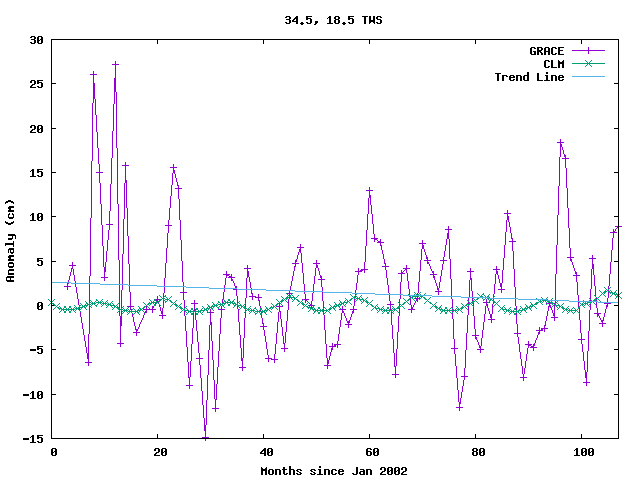 34.5, 18.5 TWS
GRACE
CLM
Trend Line
30
25
20
15
10
5
0
-5
-10
-15
Anomaly (cm)
0 20 40 60 80 100
Months since Jan 2002